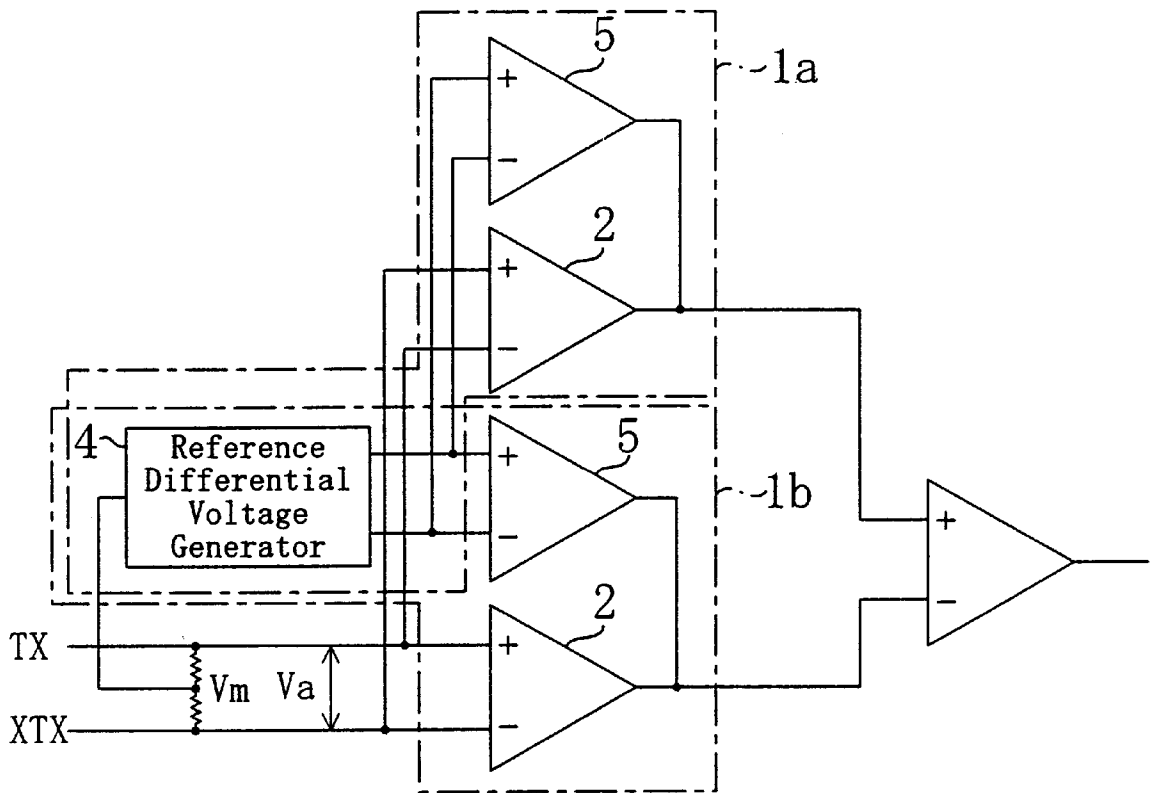 5
1a
+
−
2
+
−
4
Reference
Differential
Voltage
Generator
+
−
5
1b
+
−
2
TX
+
Vm
Va
XTX
−